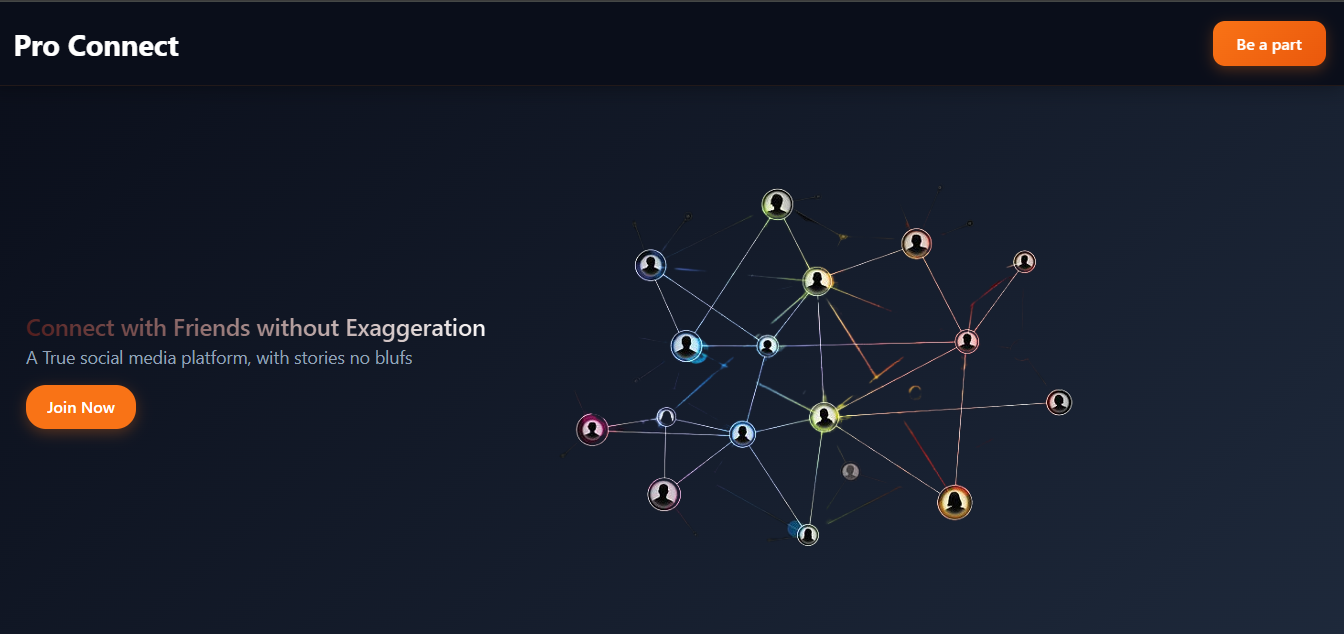 Pro Connect
Be a part
Connect with Friends without Exaggeration
A True social media platform, with stories no blufs
Join Now